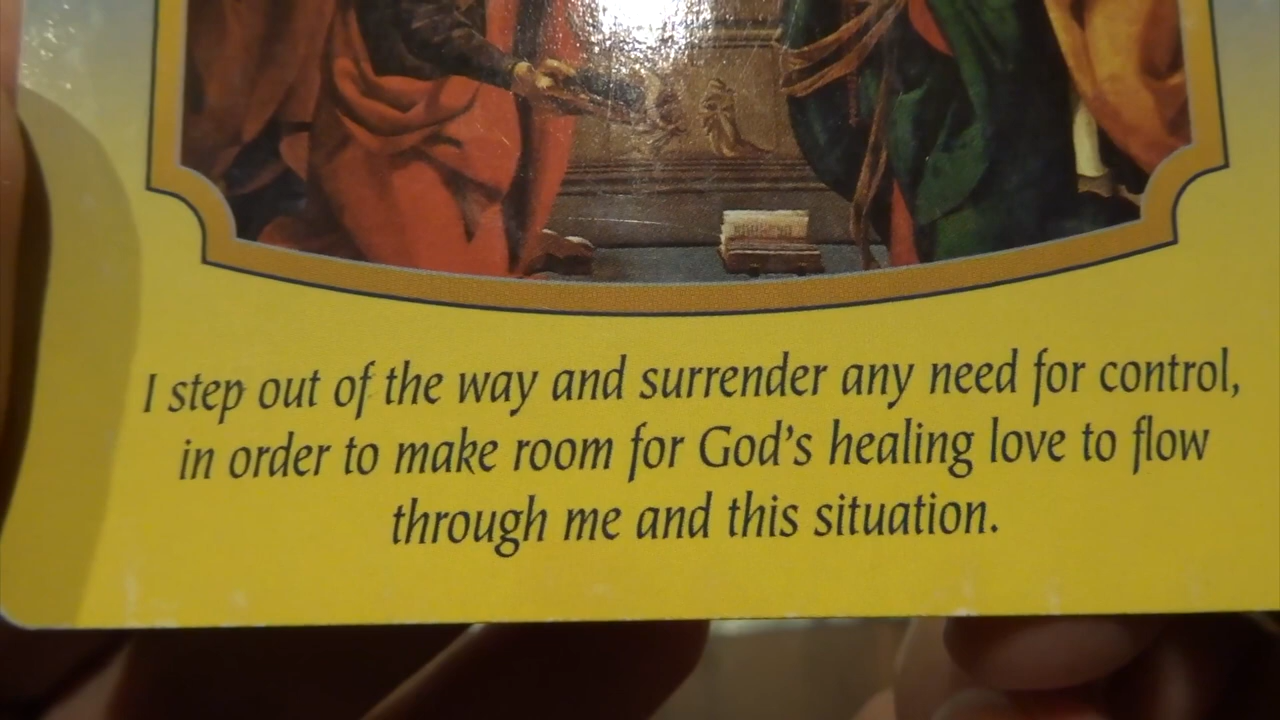 I step out of the way and surrender any need for control,
in order to make room for God's healing love to flow
through me and this situation.